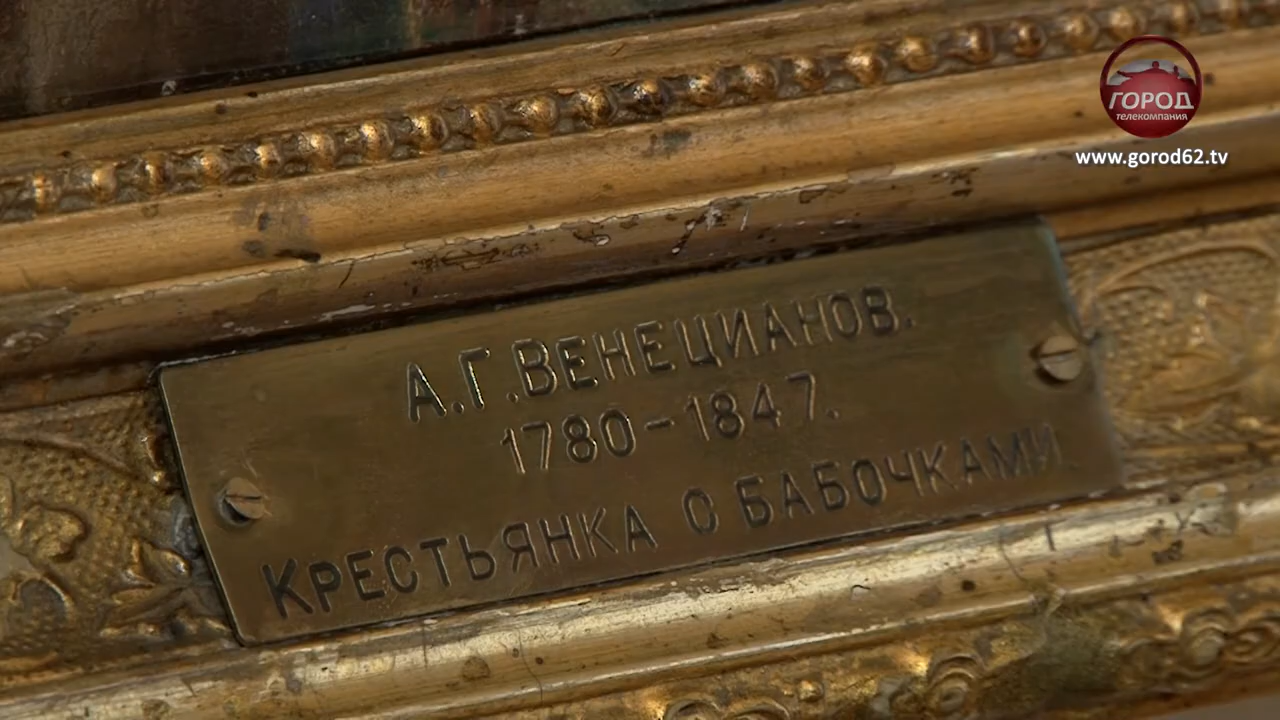 ГОРОД
телекомпания
www.gorod62.tv
А.Г.ВЕНЕЦИАНОВ.
1780-1847.
КРЕСТЬЯНКА С БАБОЧКАМИ